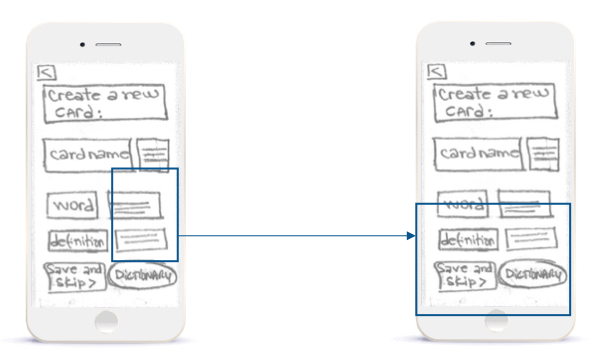 <
Create a new
CARD:
card name
word
definition
Save and
skip>
DICTIONARY
<
Create a new
CARD:
card name
word
definition
Save and
skip>
DICTIONARY